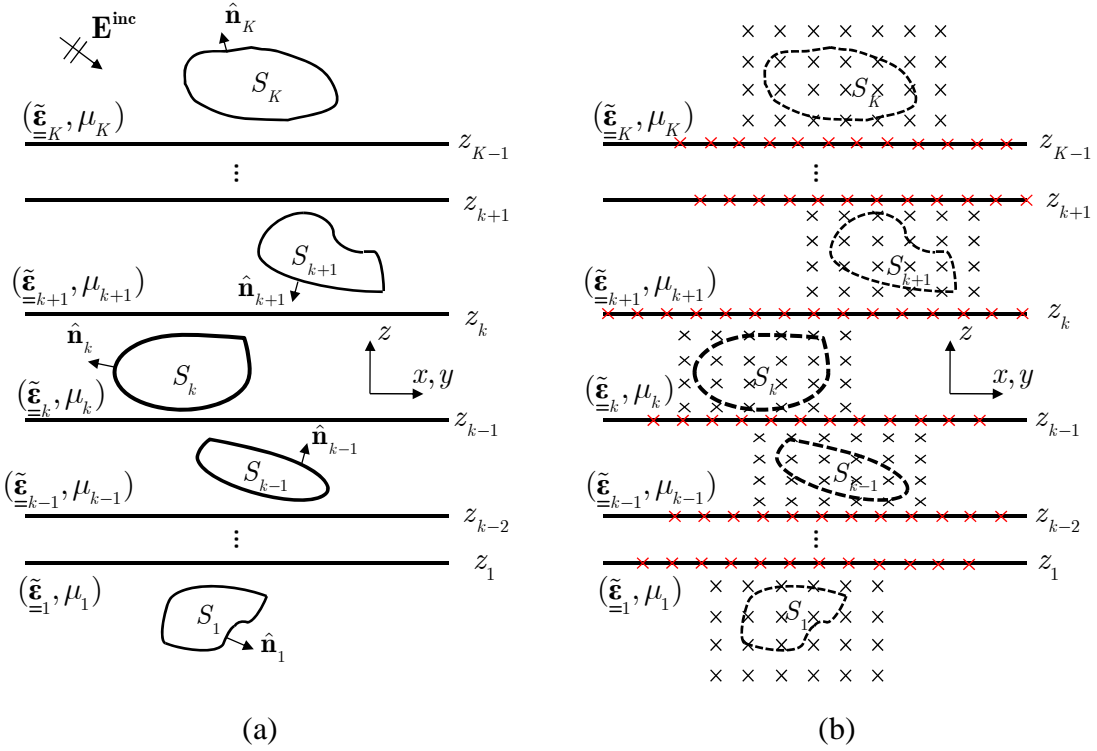 E^inc
n̂_K
S_K
(ε̃_K, μ_K)
z_{K−1}
⋮
z_{k+1}
S_{k+1}
n̂_{k+1}
(ε̃_{k+1}, μ_{k+1})
z_k
n̂_k
S_k
z
x, y
(ε̃_k, μ_k)
z_{k−1}
n̂_{k−1}
S_{k−1}
(ε̃_{k−1}, μ_{k−1})
z_{k−2}
⋮
z_1
(ε̃_1, μ_1)
S_1
n̂_1
(a)
S_K
(ε̃_K, μ_K)
z_{K−1}
⋮
z_{k+1}
S_{k+1}
(ε̃_{k+1}, μ_{k+1})
z_k
z
S_k
x, y
(ε̃_k, μ_k)
z_{k−1}
S_{k−1}
(ε̃_{k−1}, μ_{k−1})
z_{k−2}
⋮
z_1
(ε̃_1, μ_1)
S_1
(b)